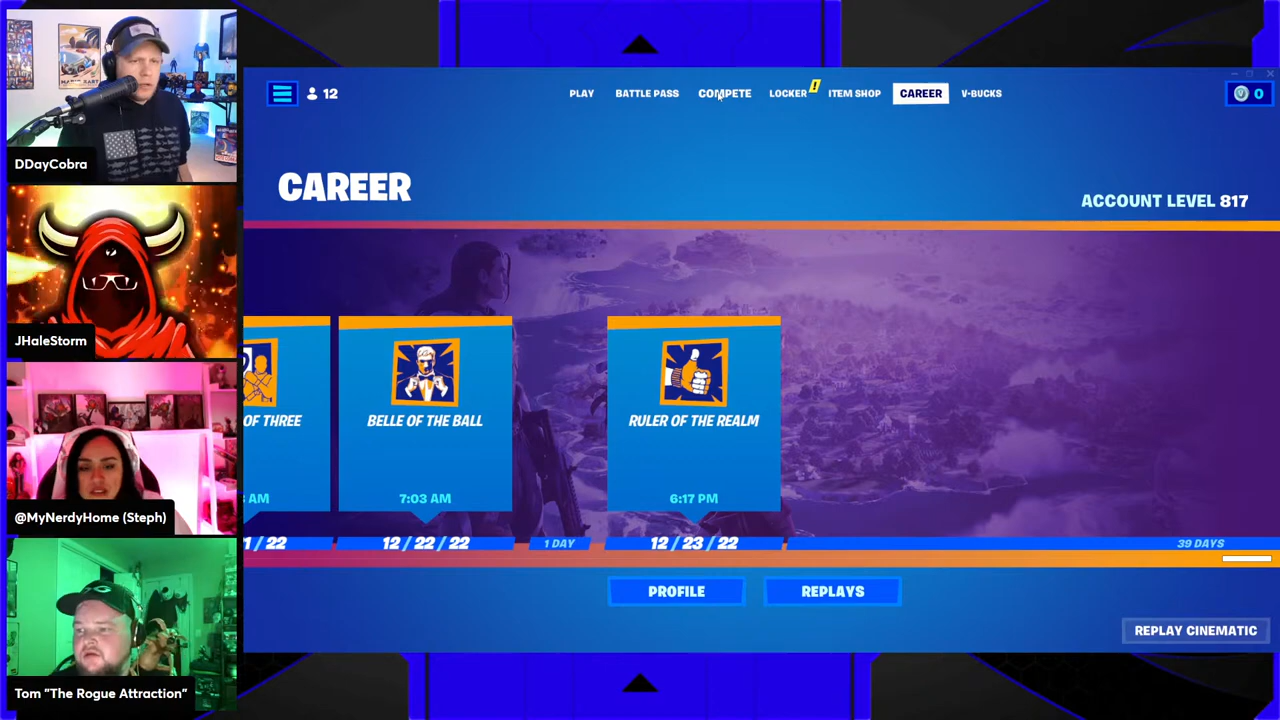 DDayCobra
JHaleStorm
@MyNerdyHome (Steph)
Tom "The Rogue Attraction"
12
PLAY
BATTLE PASS
COMPETE
LOCKER
!
ITEM SHOP
CAREER
V-BUCKS
0
CAREER
ACCOUNT LEVEL 817
OF THREE
BELLE OF THE BALL
RULER OF THE REALM
AM
7:03 AM
6:17 PM
/ 22
12 / 22 / 22
1 DAY
12 / 23 / 22
39 DAYS
PROFILE
REPLAYS
REPLAY CINEMATIC